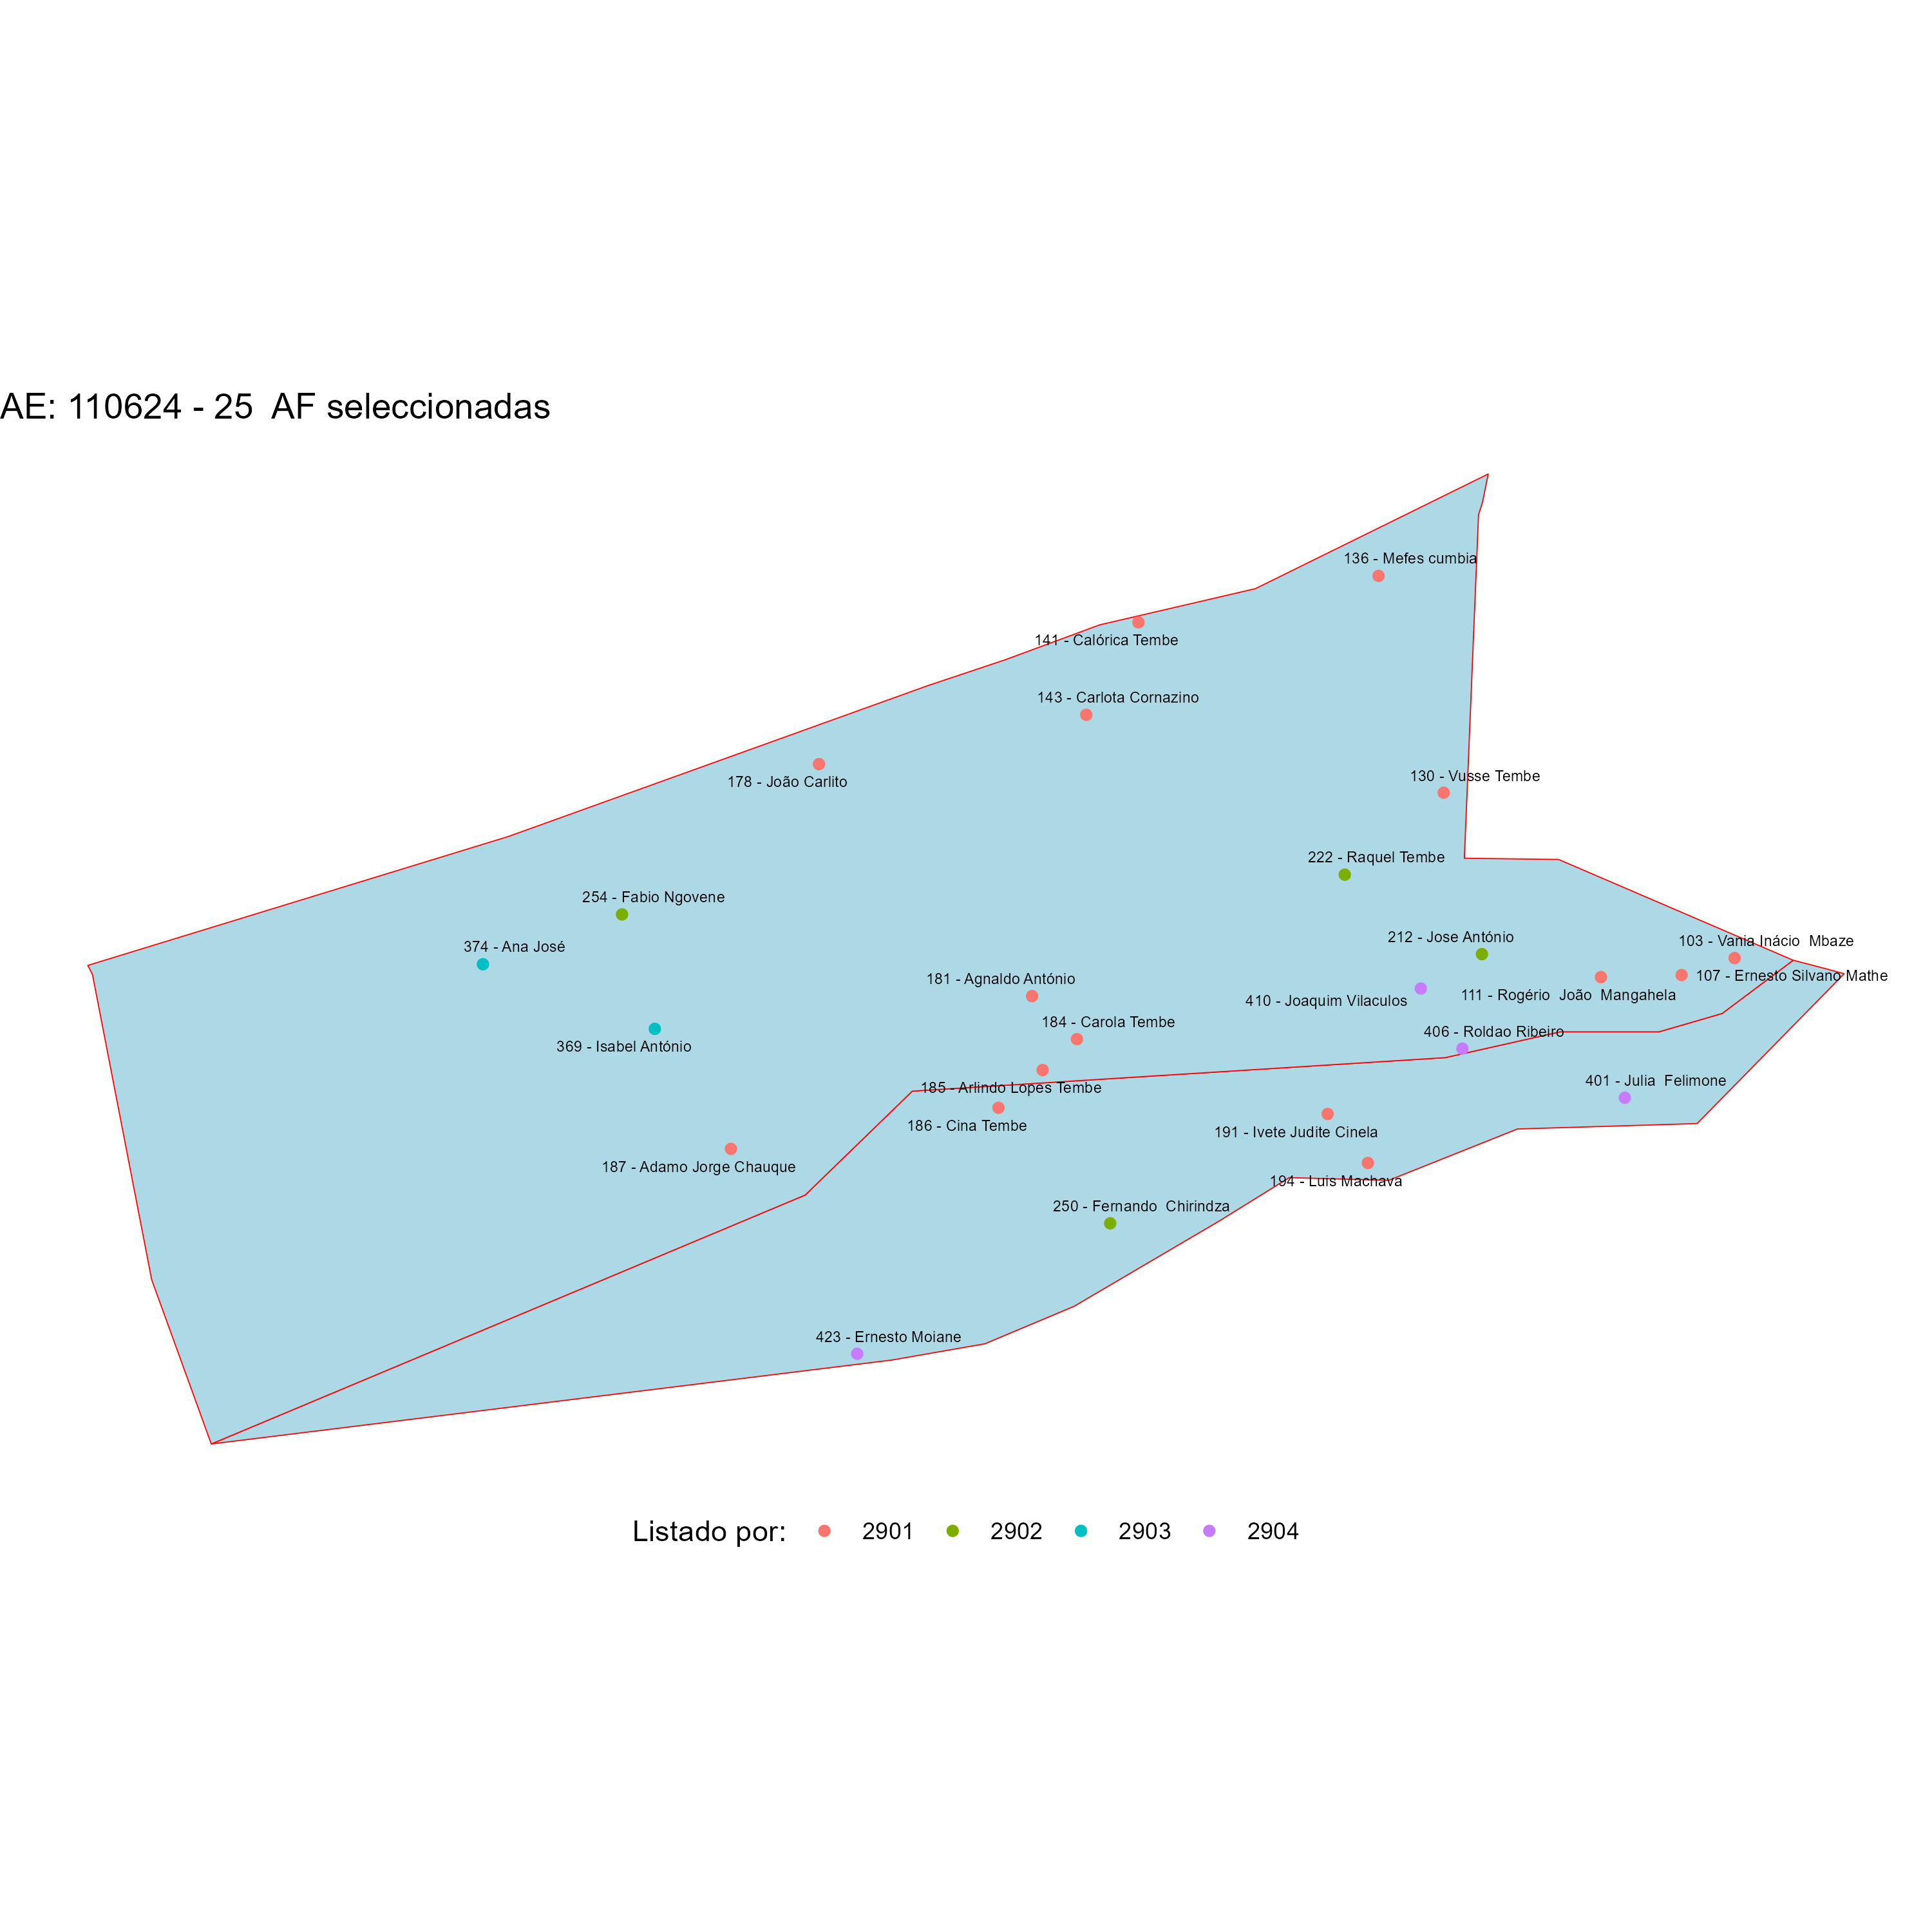 AE: 110624 - 25  AF seleccionadas
136 - Mefes cumbia
141 - Calórica Tembe
143 - Carlota Cornazino
130 - Vusse Tembe
178 - João Carlito
222 - Raquel Tembe
254 - Fabio Ngovene
212 - Jose António
103 - Vania Inácio  Mbaze
374 - Ana José
107 - Ernesto Silvano Mathe
181 - Agnaldo António
111 - Rogério  João  Mangahela
410 - Joaquim Vilaculos
184 - Carola Tembe
406 - Roldao Ribeiro
369 - Isabel António
401 - Julia  Felimone
185 - Arlindo Lopes Tembe
186 - Cina Tembe
191 - Ivete Judite Cinela
187 - Adamo Jorge Chauque
194 - Luis Machava
250 - Fernando  Chirindza
423 - Ernesto Moiane
Listado por: 2901 2902 2903 2904